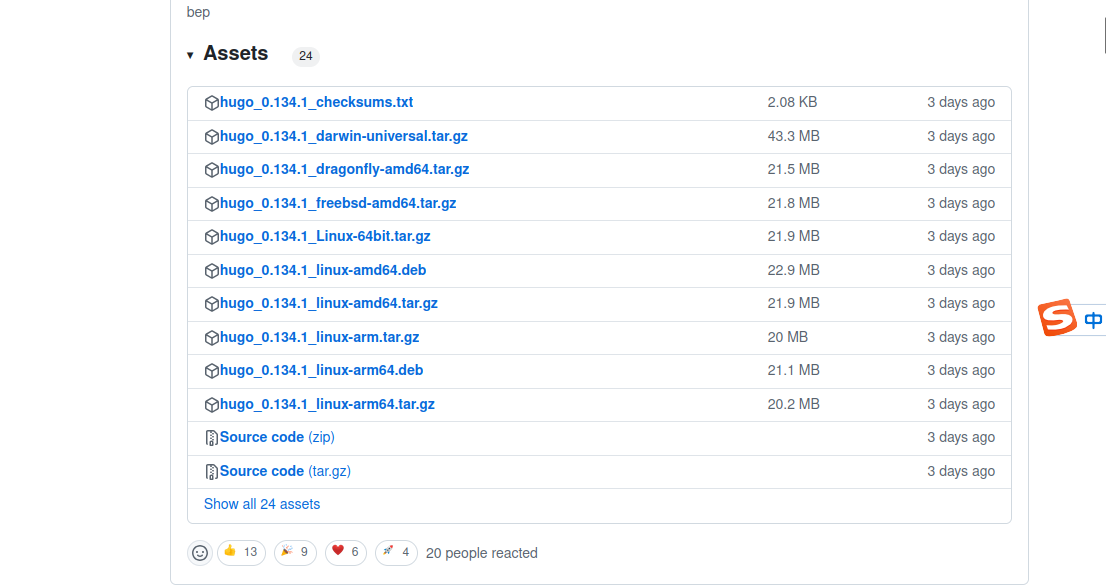 bep
Assets 24
hugo_0.134.1_checksums.txt 2.08 KB 3 days ago
hugo_0.134.1_darwin-universal.tar.gz 43.3 MB 3 days ago
hugo_0.134.1_dragonfly-amd64.tar.gz 21.5 MB 3 days ago
hugo_0.134.1_freebsd-amd64.tar.gz 21.8 MB 3 days ago
hugo_0.134.1_Linux-64bit.tar.gz 21.9 MB 3 days ago
hugo_0.134.1_linux-amd64.deb 22.9 MB 3 days ago
hugo_0.134.1_linux-amd64.tar.gz 21.9 MB 3 days ago
hugo_0.134.1_linux-arm.tar.gz 20 MB 3 days ago
hugo_0.134.1_linux-arm64.deb 21.1 MB 3 days ago
hugo_0.134.1_linux-arm64.tar.gz 20.2 MB 3 days ago
Source code (zip) 3 days ago
Source code (tar.gz) 3 days ago
Show all 24 assets
13 9 6 4 20 people reacted
S 中